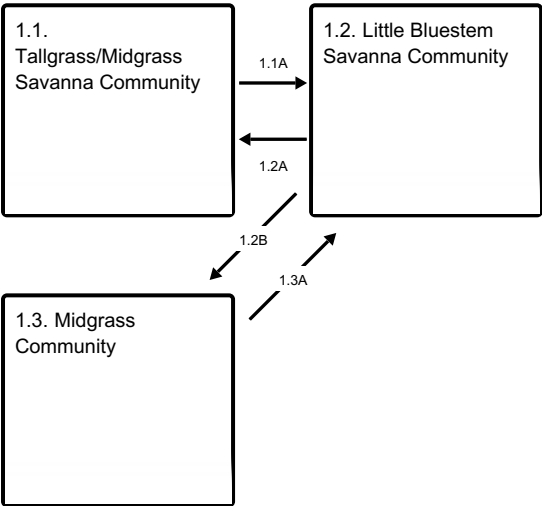 1.1.
Tallgrass/Midgrass
Savanna Community
1.1A
1.2. Little Bluestem
Savanna Community
1.2A
1.2B
1.3A
1.3. Midgrass
Community